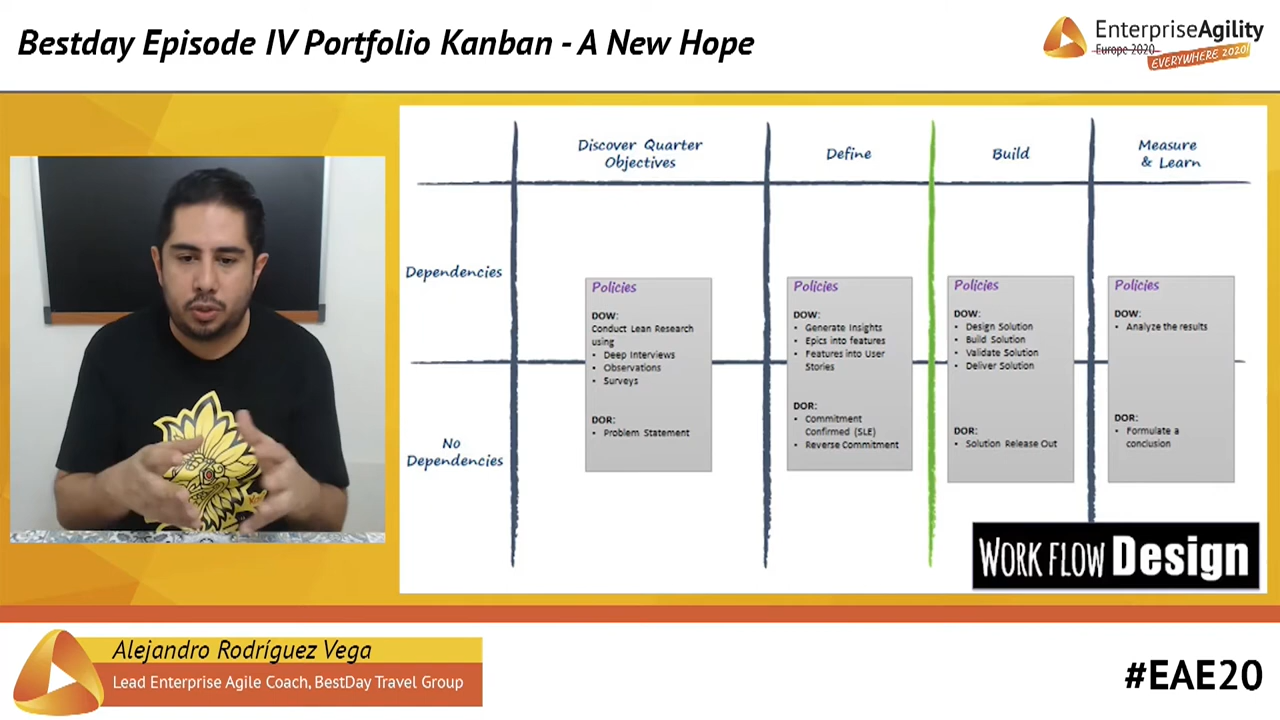 Bestday Episode IV Portfolio Kanban - A New Hope
EnterpriseAgility
Europe 2020
EVERYWHERE 2020!
Discover Quarter
Objectives
Define
Build
Measure
& Learn
Dependencies
No
Dependencies
Policies
DOW:
Conduct Lean Research
using
• Deep Interviews
• Observations
• Surveys
DOR:
• Problem Statement
Policies
DOW:
• Generate Insights
• Epics into features
• Features into User
Stories
DOR:
• Commitment
Confirmed (SLE)
• Reverse Commitment
Policies
DOW:
• Design Solution
• Build Solution
• Validate Solution
• Deliver Solution
DOR:
• Solution Release Out
Policies
DOW:
• Analyze the results
DOR:
• Formulate a
conclusion
WORK FLOW Design
Alejandro Rodríguez Vega
Lead Enterprise Agile Coach, BestDay Travel Group
#EAE20